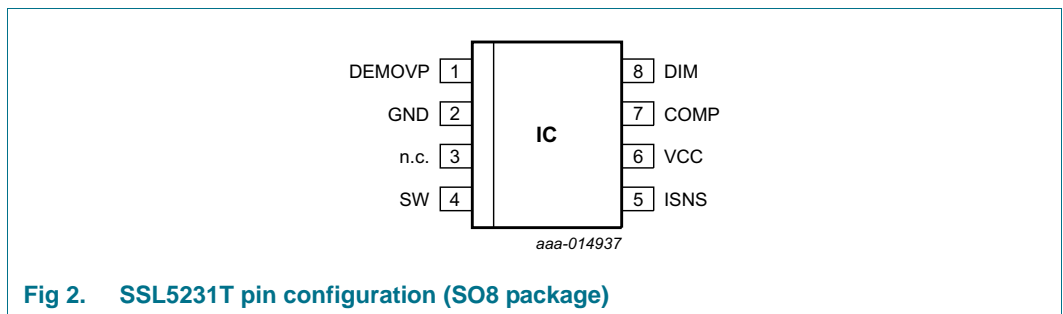 DEMOVP 1 8 DIM
GND 2 7 COMP
IC
n.c. 3 6 VCC
SW 4 5 ISNS
aaa-014937
Fig 2. SSL5231T pin configuration (SO8 package)